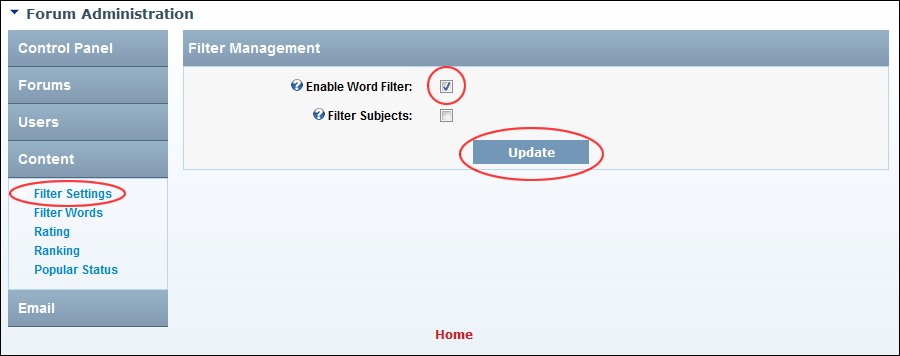 Forum Administration
Control Panel
Forums
Users
Content
Filter Settings
Filter Words
Rating
Ranking
Popular Status
Email
Filter Management
Enable Word Filter:
Filter Subjects:
Update
Home